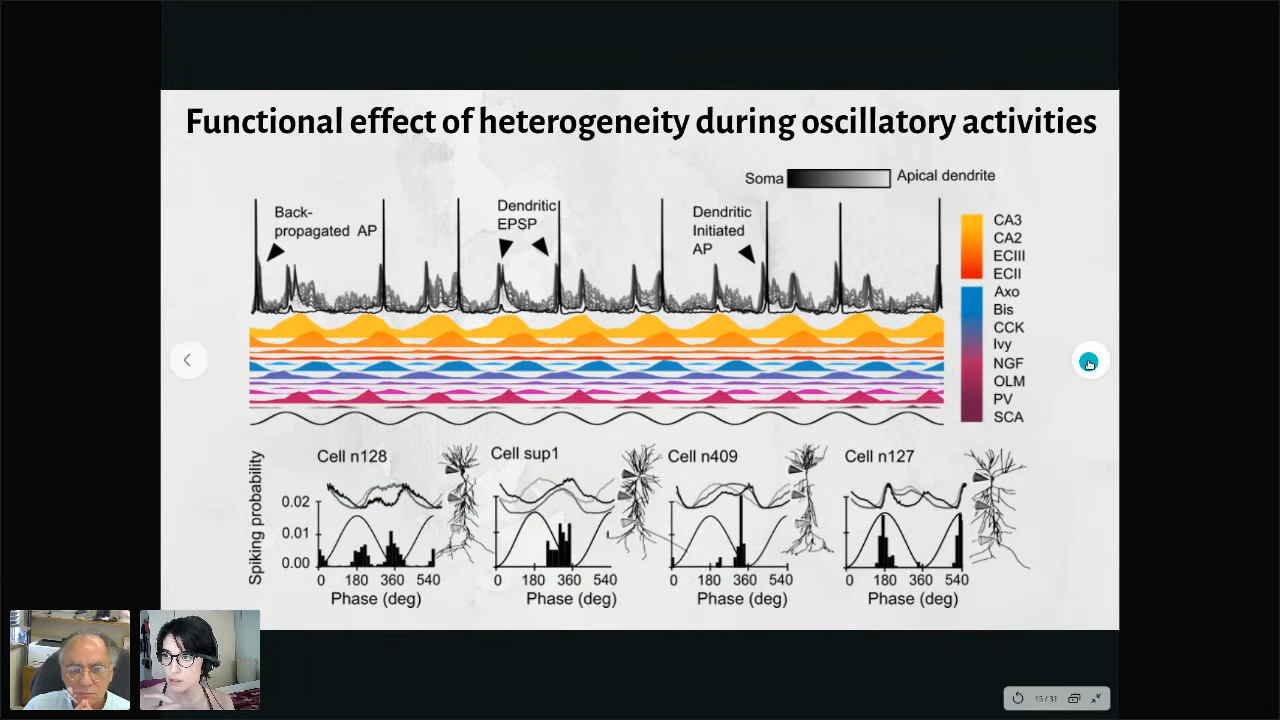 Functional effect of heterogeneity during oscillatory activities
Soma
Apical dendrite
Back-
propagated AP
Dendritic
EPSP
Dendritic
Initiated
AP
CA3
CA2
ECIII
ECII
Axo
Bis
CCK
Ivy
NGF
OLM
PV
SCA
Spiking probability
0.02
0.01
0.00
Cell n128
Cell sup1
Cell n409
Cell n127
0 180 360 540
0 180 360 540
0 180 360 540
0 180 360 540
Phase (deg)
Phase (deg)
Phase (deg)
Phase (deg)
15 / 31